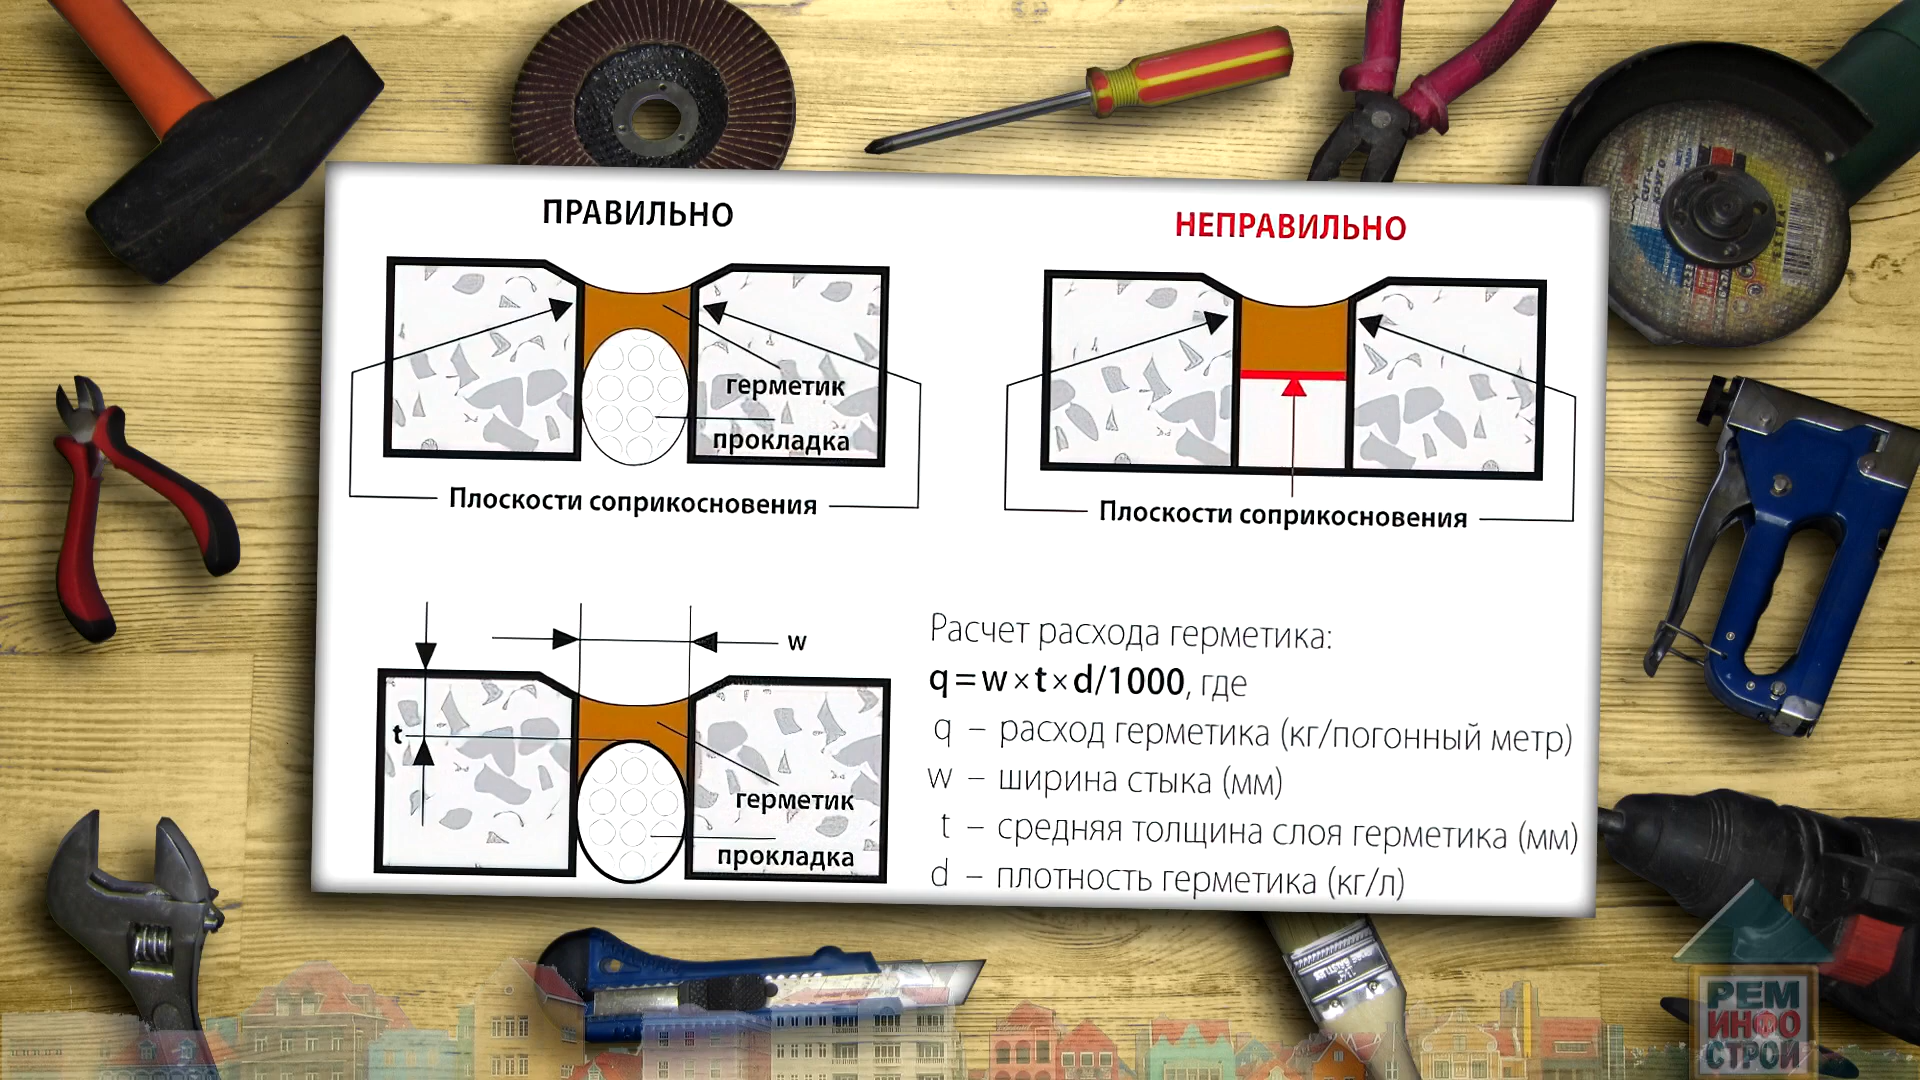 ПРАВИЛЬНО
НЕПРАВИЛЬНО
герметик
прокладка
Плоскости соприкосновения
Плоскости соприкосновения
w
t
герметик
прокладка
Расчет расхода герметика:
q=w×t×d/1000, где
q – расход герметика (кг/погонный метр)
w – ширина стыка (мм)
t – средняя толщина слоя герметика (мм)
d – плотность герметика (кг/л)
РЕМ
ИНФО
СТРОЙ